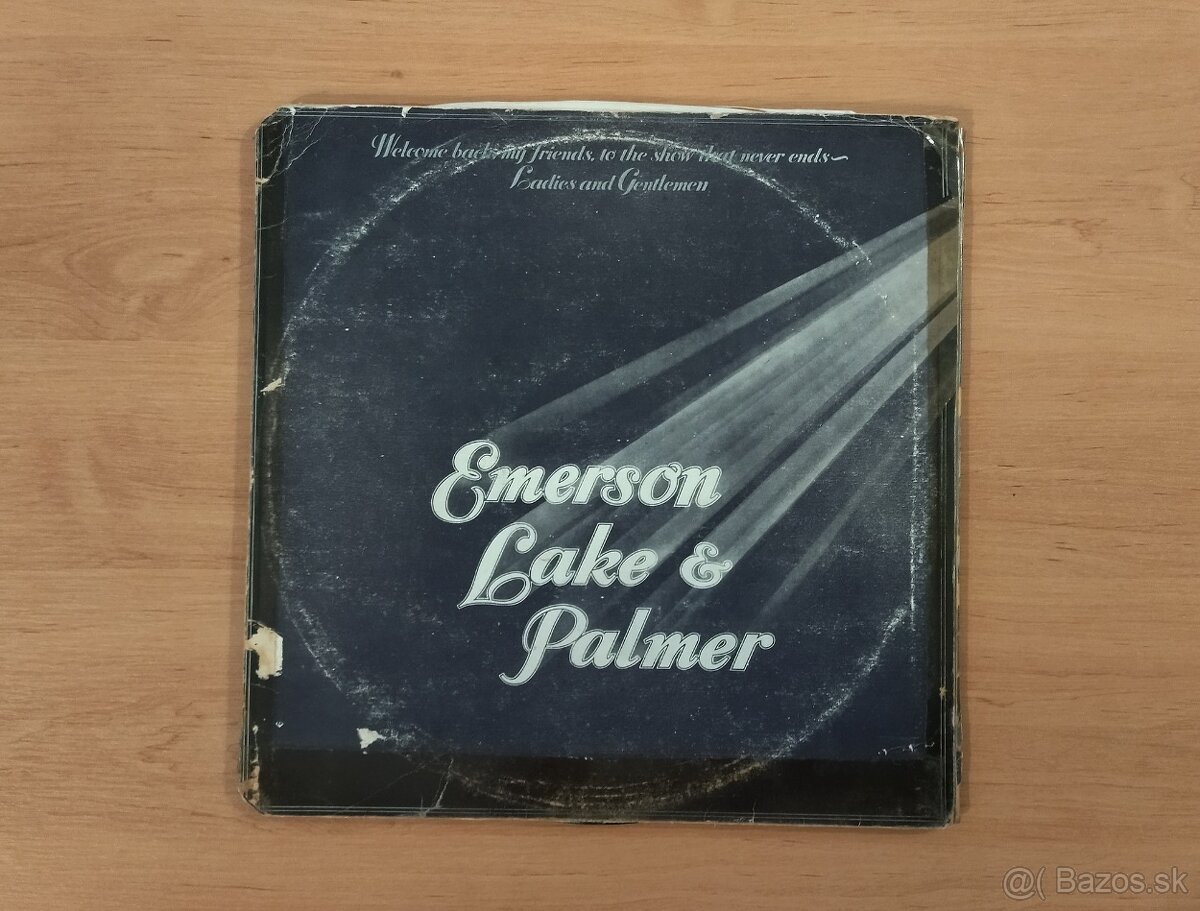 Welcome back my friends, to the show that never ends~
Ladies and Gentlemen
Emerson
Lake &
Palmer
@( Bazos.sk